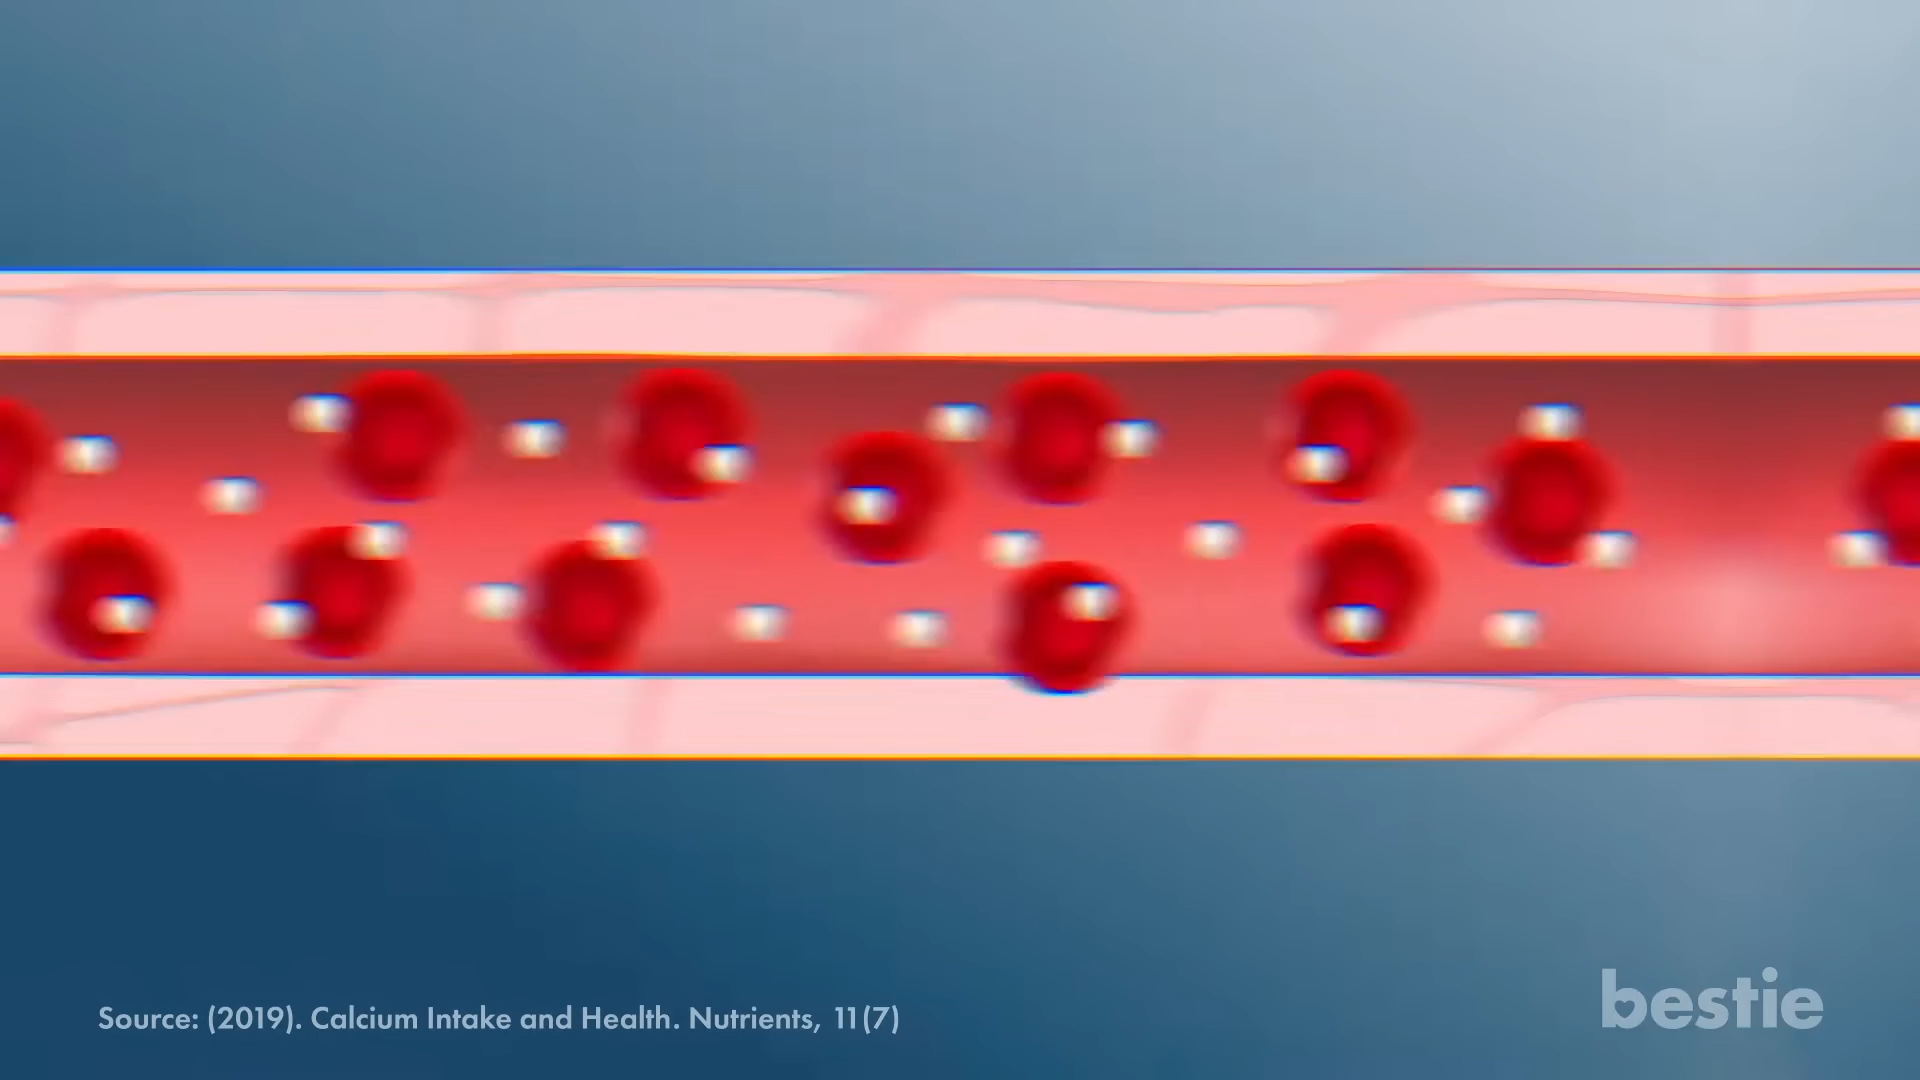 Source: (2019). Calcium Intake and Health. Nutrients, 11(7)
bestie